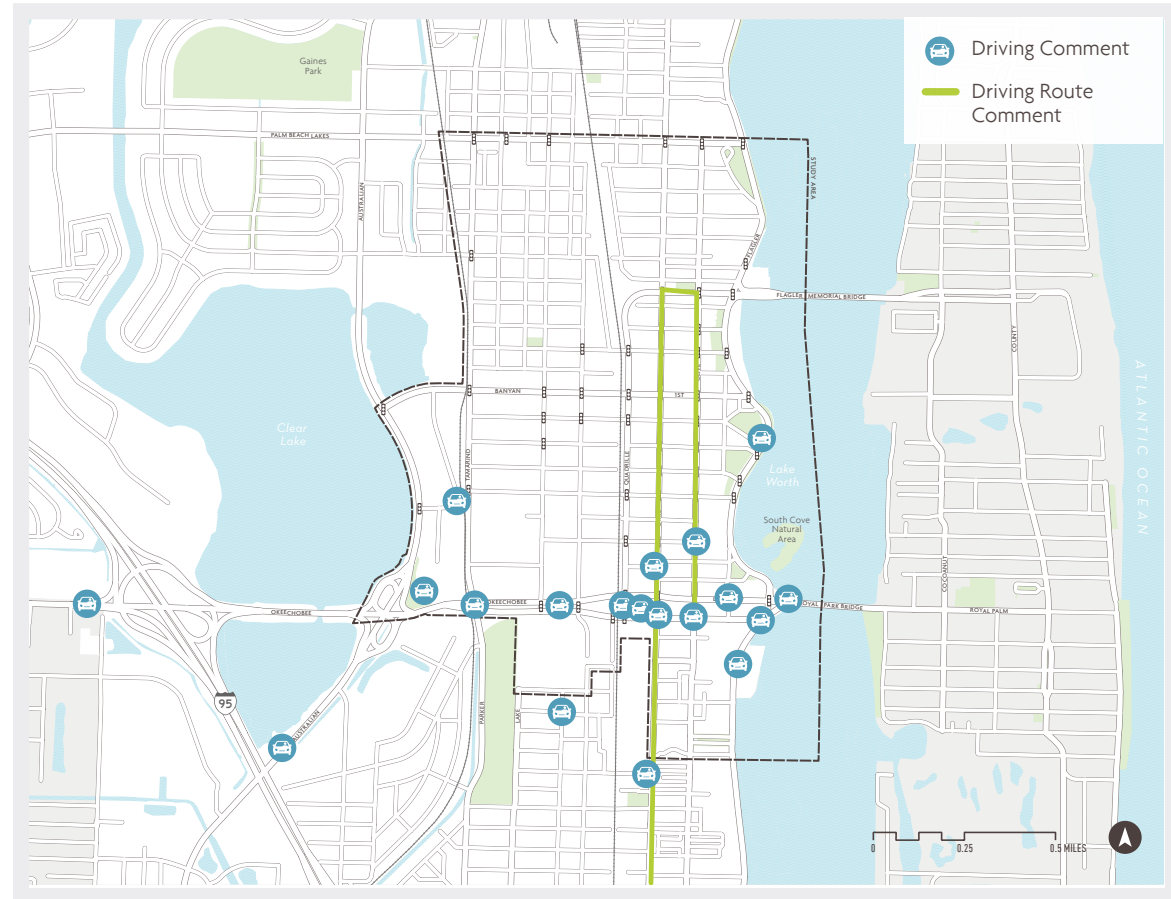 Driving Comment
Driving Route
Comment
Gaines
Park
PALM BEACH LAKES
STUDY AREA
AUSTRALIAN
FLAGLER
FLAGLER MEMORIAL BRIDGE
COUNTY
ATLANTIC OCEAN
BANYAN
1ST
Clear
Lake
TAMARIND
QUADRILLE
Lake
Worth
South Cove
Natural
Area
COCOANUT
OKEECHOBEE
OKEECHOBEE
ROYAL PARK BRIDGE
ROYAL PALM
95
AUSTRALIAN
PARKER
LAKE
0
0.25
0.5 MILES